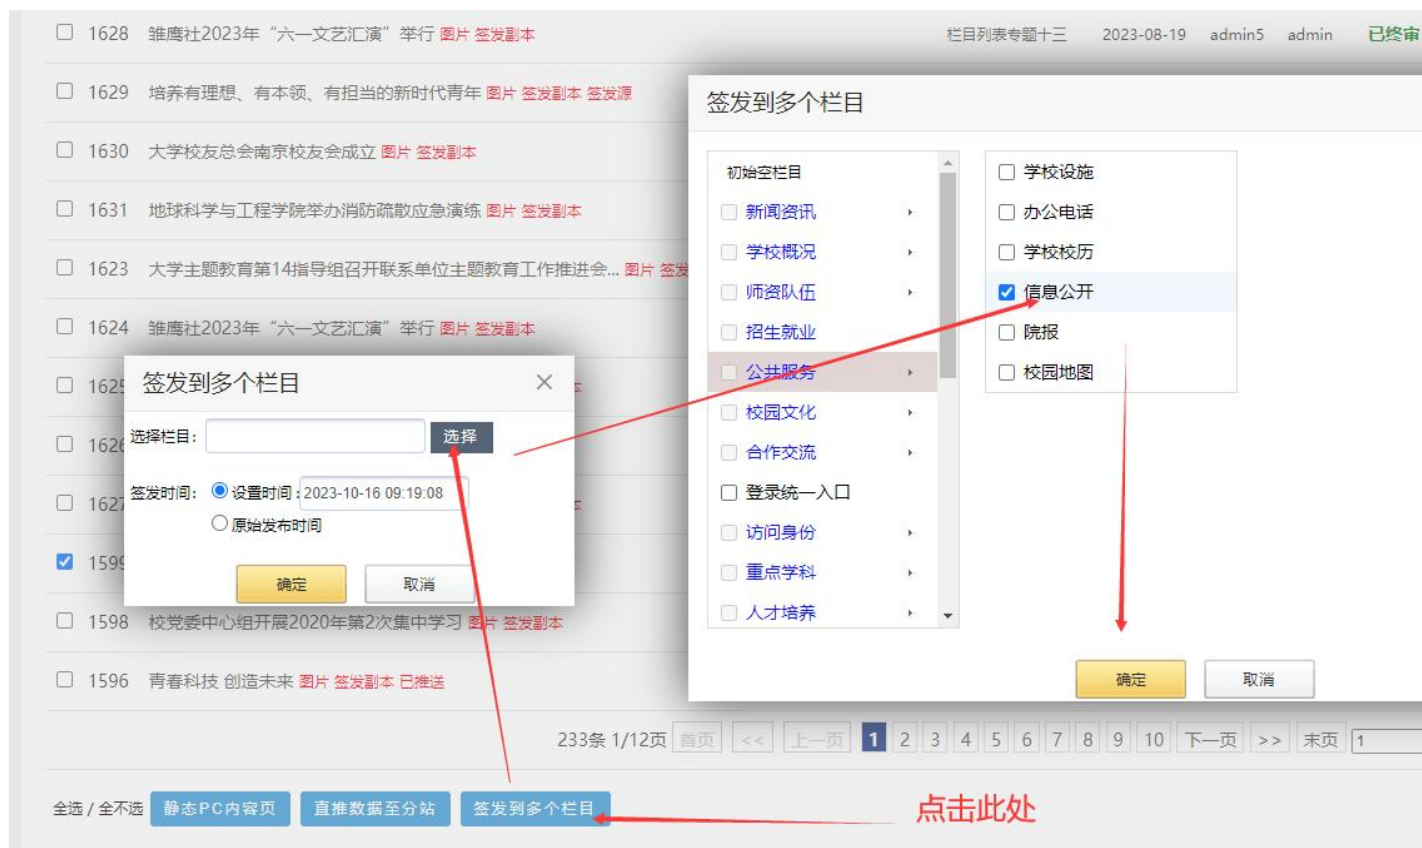 1628 雏鹰社2023年“六一文艺汇演”举行 图片 签发副本 栏目列表专题十三 2023-08-19 admin5 admin 已终审
1629 培养有理想、有本领、有担当的新时代青年 图片 签发副本 签发源
1630 大学校友总会南京校友会成立 图片 签发副本
1631 地球科学与工程学院举办消防疏散应急演练 图片 签发副本
1623 大学主题教育第14指导组召开联系单位主题教育工作推进会... 图片 签发
1624 雏鹰社2023年“六一文艺汇演”举行 图片 签发副本
1625
1626
1627
1599
1598 校党委中心组开展2020年第2次集中学习 图片 签发副本
1596 青春科技 创造未来 图片 签发副本 已推送
签发到多个栏目
选择栏目: 选择
签发时间: 设置时间: 2023-10-16 09:19:08
原始发布时间
确定 取消
签发到多个栏目
初始空栏目
新闻资讯
学校概况
师资队伍
招生就业
公共服务
校园文化
合作交流
登录统一入口
访问身份
重点学科
人才培养
学校设施
办公电话
学校校历
信息公开
院报
校园地图
确定 取消
233条 1/12页 首页 << 上一页 1 2 3 4 5 6 7 8 9 10 下一页 >> 末页 1
全选 / 全不选 静态PC内容页 直推数据至分站 签发到多个栏目 点击此处